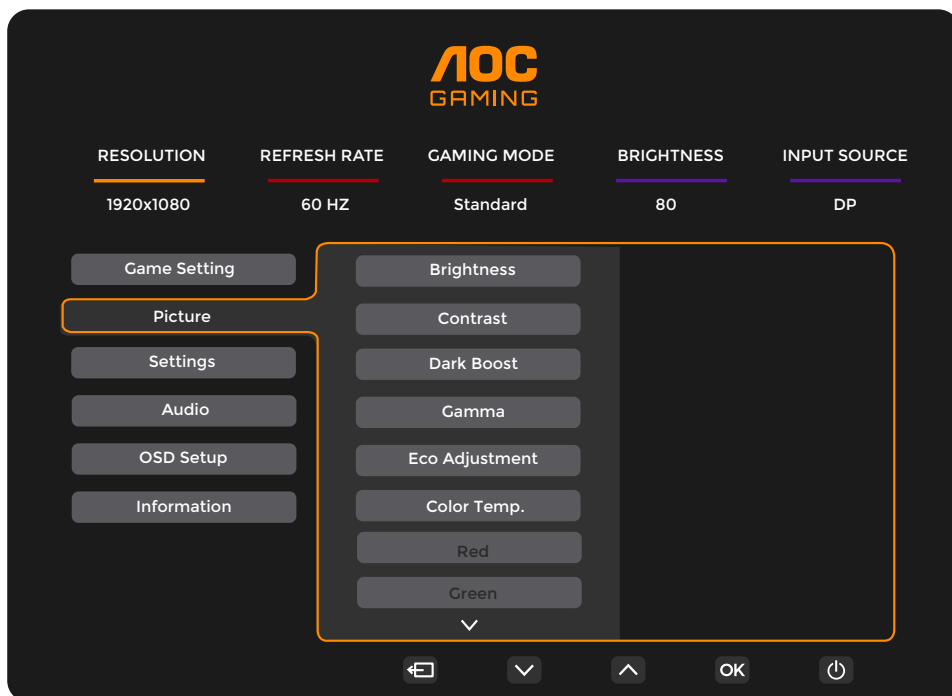 AOC
GAMING
RESOLUTION REFRESH RATE GAMING MODE BRIGHTNESS INPUT SOURCE
1920x1080 60 HZ Standard 80 DP
Game Setting
Picture
Settings
Audio
OSD Setup
Information
Brightness
Contrast
Dark Boost
Gamma
Eco Adjustment
Color Temp.
Red
Green
OK